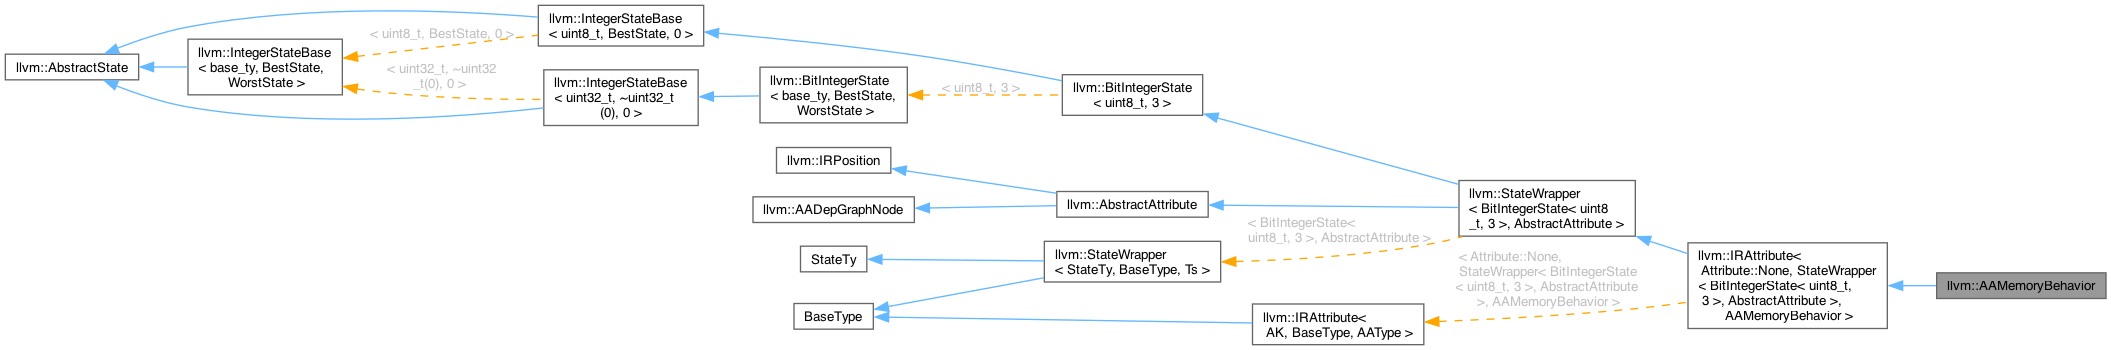 llvm::AbstractState
llvm::IntegerStateBase
< base_ty, BestState,
WorstState >
< uint8_t, BestState, 0 >
< uint32_t, ~uint32
_t(0), 0 >
llvm::IntegerStateBase
< uint8_t, BestState, 0 >
llvm::IntegerStateBase
< uint32_t, ~uint32_t
(0), 0 >
llvm::BitIntegerState
< base_ty, BestState,
WorstState >
< uint8_t, 3 >
llvm::BitIntegerState
< uint8_t, 3 >
llvm::IRPosition
llvm::AADepGraphNode
llvm::AbstractAttribute
StateTy
BaseType
llvm::StateWrapper
< StateTy, BaseType, Ts >
< BitIntegerState<
uint8_t, 3 >, AbstractAttribute >
llvm::IRAttribute<
AK, BaseType, AAType >
llvm::StateWrapper
< BitIntegerState< uint8
_t, 3 >, AbstractAttribute >
< Attribute::None,
StateWrapper< BitIntegerState
< uint8_t, 3 >, AbstractAttribute
>, AAMemoryBehavior >
llvm::IRAttribute<
Attribute::None, StateWrapper
< BitIntegerState< uint8_t,
3 >, AbstractAttribute >,
AAMemoryBehavior >
llvm::AAMemoryBehavior